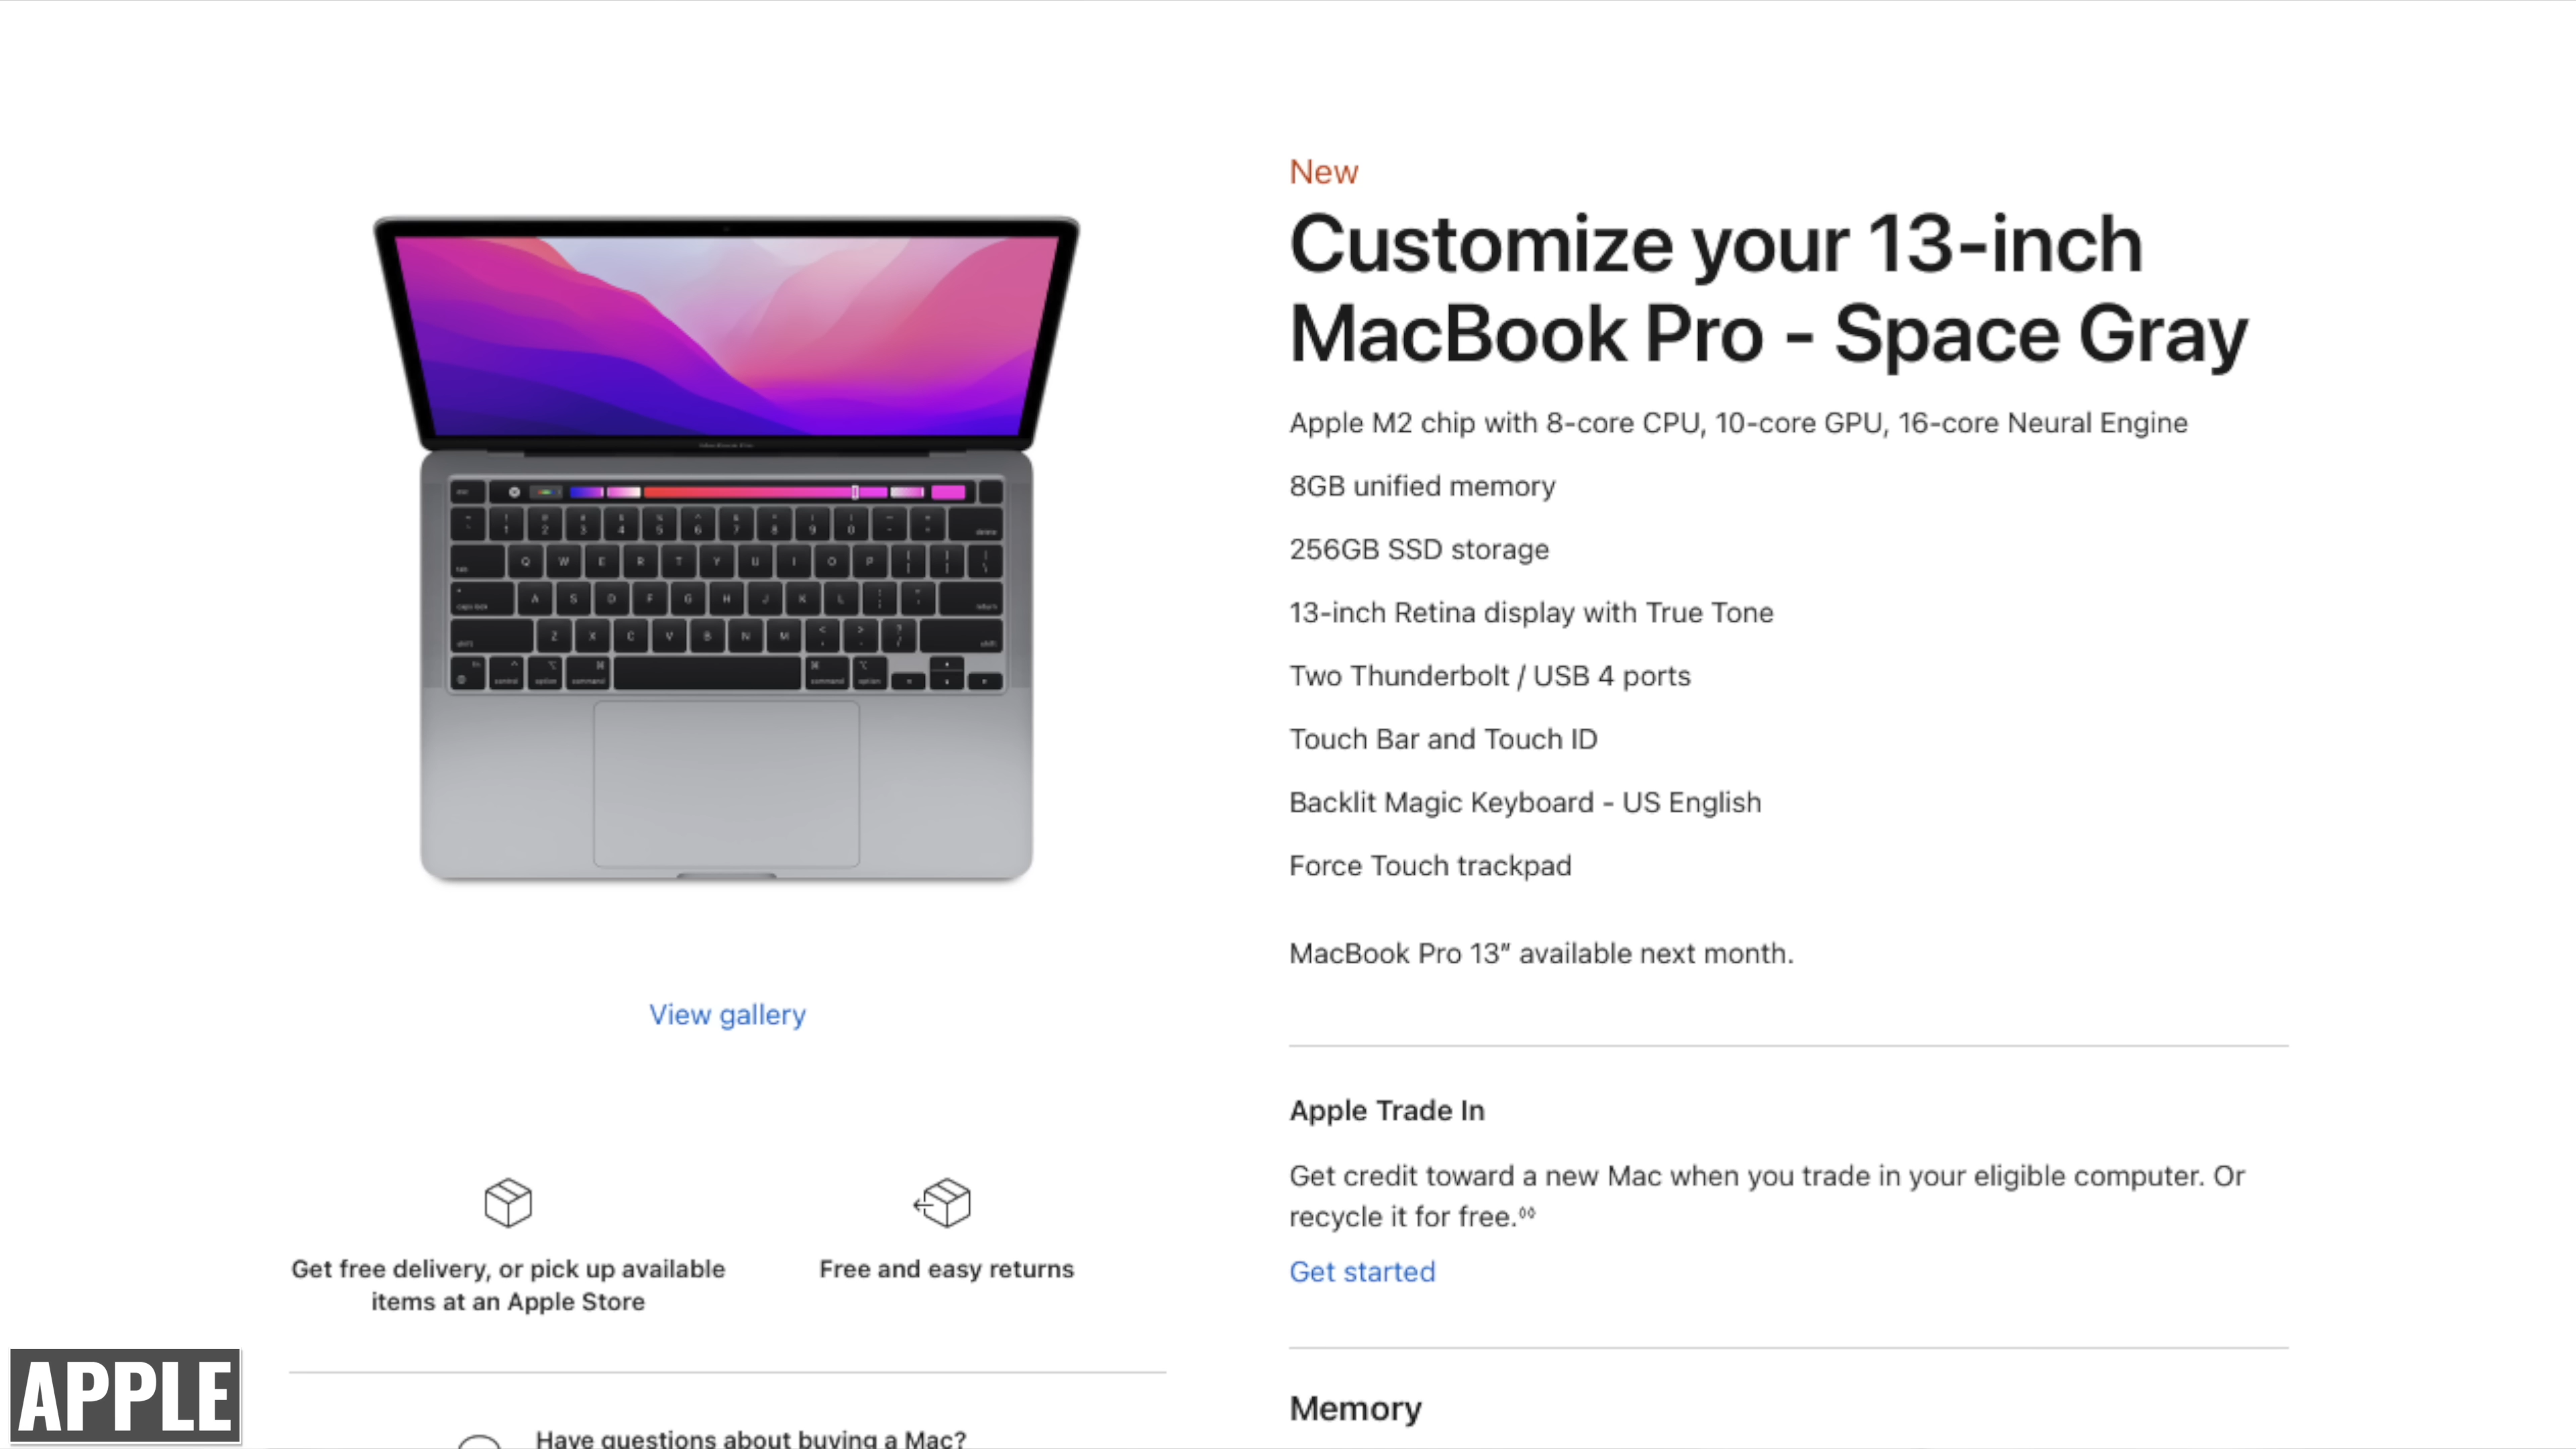 New
Customize your 13-inch
MacBook Pro - Space Gray
Apple M2 chip with 8-core CPU, 10-core GPU, 16-core Neural Engine
8GB unified memory
256GB SSD storage
13-inch Retina display with True Tone
Two Thunderbolt / USB 4 ports
Touch Bar and Touch ID
Backlit Magic Keyboard - US English
Force Touch trackpad
MacBook Pro 13″ available next month.
View gallery
Apple Trade In
Get credit toward a new Mac when you trade in your eligible computer. Or
recycle it for free.◊◊
Get started
Get free delivery, or pick up available
items at an Apple Store
Free and easy returns
Memory
Have questions about buying a Mac?
APPLE